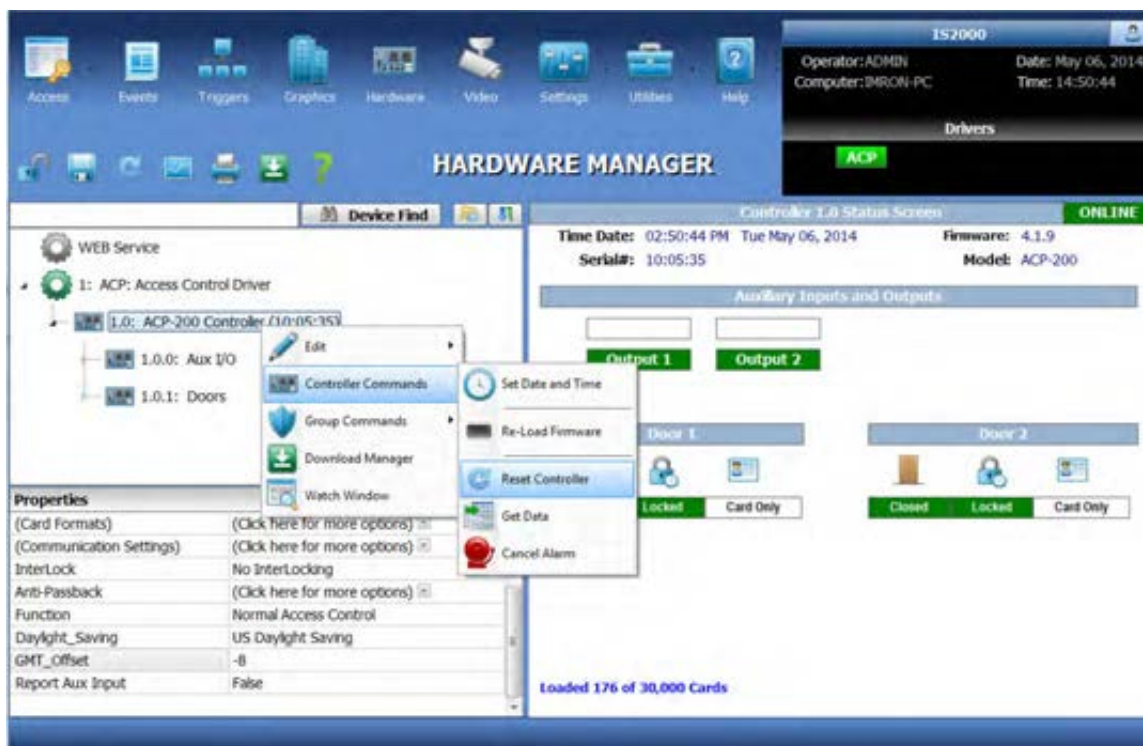 IS2000
Operator:ADMIN
Date: May 06, 2014
Computer:IMRON-PC
Time: 14:50:44
Drivers
ACP
Access
Events
Triggers
Graphics
Hardware
Video
Settings
Utilities
Help
HARDWARE MANAGER
Device Find
WEB Service
1: ACP: Access Control Driver
1.0: ACP-200 Controller (10:05:35)
1.0.0: Aux I/O
1.0.1: Doors
Edit
Controller Commands
Group Commands
Download Manager
Watch Window
Set Date and Time
Re-Load Firmware
Reset Controller
Get Data
Cancel Alarm
Properties
(Card Formats) (Click here for more options)
(Communication Settings) (Click here for more options)
InterLock No InterLocking
Anti-Passback (Click here for more options)
Function Normal Access Control
Daylight_Saving US Daylight Saving
GMT_Offset -8
Report Aux Input False
Controller 1.0 Status Screen
ONLINE
Time Date: 02:50:44 PM Tue May 06, 2014
Firmware: 4.1.9
Serial#: 10:05:35
Model: ACP-200
Auxiliary Inputs and Outputs
Output 1
Output 2
Door 1
Door 2
Locked
Card Only
Closed
Locked
Card Only
Loaded 176 of 30,000 Cards